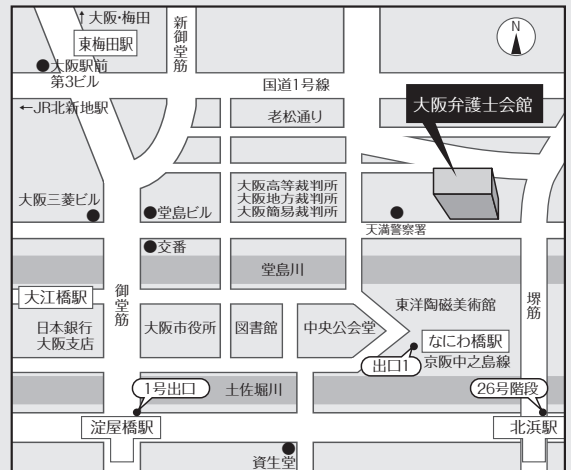 ↑大阪・梅田
東梅田駅
新御堂筋
N
大阪駅前
第3ビル
国道1号線
←JR北新地駅
老松通り
大阪弁護士会館
大阪高等裁判所
大阪地方裁判所
大阪簡易裁判所
大阪三菱ビル
堂島ビル
天満警察署
交番
堂島川
大江橋駅
御堂筋
東洋陶磁美術館
堺筋
日本銀行
大阪支店
大阪市役所
図書館
中央公会堂
なにわ橋駅
出口1
京阪中之島線
1号出口
土佐堀川
26号階段
淀屋橋駅
北浜駅
資生堂